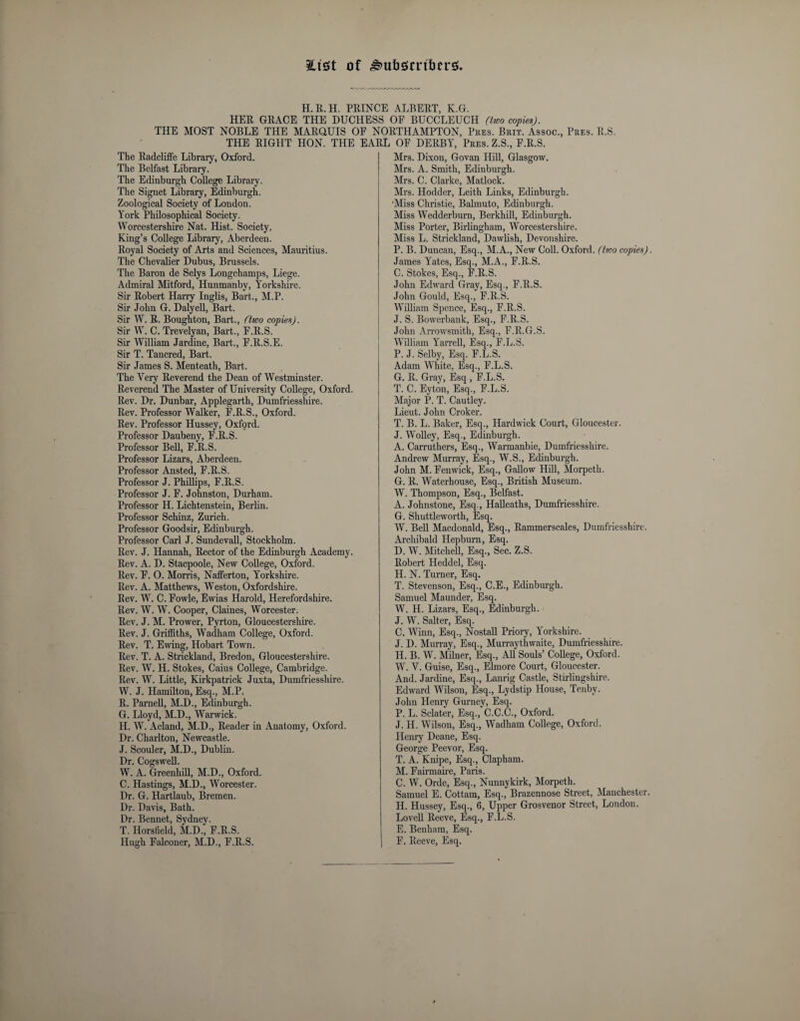 List of Subscribers.
H. R. H. PRINCE ALBERT, K.G.
HER GRACE THE DUCHESS OF BUCCLEUCH (two copies).
THE MOST NOBLE THE MARQUIS OF NORTHAMPTON, Pres. Brit. Assoc., Pres. R.S.
THE RIGHT HON. THE EARL OF DERBY, Pres. Z.S., F.R.S.
The Radcliffe Library, Oxford.
The Belfast Library.
The Edinburgh College Library.
The Signet Library, Edinburgh.
Zoological Society of London.
York Philosophical Society.
Worcestershire Nat. Hist. Society.
King's College Library, Aberdeen.
Royal Society of Arts and Sciences, Mauritius.
The Chevalier Dubus, Brussels.
The Baron de Selys Longchamps, Liege.
Admiral Mitford, Hunmanby, Yorkshire.
Sir Robert Harry Inglis, Bart., M.P.
Sir John G. Dalyell, Bart.
Sir W. R. Boughton, Bart., (two copies).
Sir W. C. Trevelyan, Bart., F.R.S.
Sir William Jardine, Bart., F.R.S.E.
Sir T. Tancred, Bart.
Sir James S. Menteath, Bart.
The Very Reverend the Dean of Westminster.
Reverend The Master of University College, Oxford.
Rev. Dr. Dunbar, Applegarth, Dumfriesshire.
Rev. Professor Walker, F.R.S., Oxford.
Rev. Professor Hussey, Oxford.
Professor Daubeny, F.R.S.
Professor Bell, F.R.S.
Professor Lizars, Aberdeen.
Professor Ansted, F.R.S.
Professor J. Phillips, F.R.S.
Professor J. F. Johnston, Durham.
Professor H. Lichtenstein, Berlin.
Professor Schinz, Zurich.
Professor Goodsir, Edinburgh.
Professor Carl J. Sundevall, Stockholm.
Rev. J. Hannah, Rector of the Edinburgh Academy.
Rev. A. D. Stacpoole, New College, Oxford.
Rev. F. O. Morris, Nafferton, Yorkshire.
Rev. A. Matthews, Weston, Oxfordshire.
Rev. W. C. Fowle, Ewias Harold, Herefordshire.
Rev. W. W. Cooper, Claines, Worcester.
Rev. J. M. Prower, Pyrton, Gloucestershire.
Rev. J. Griffiths, Wadham College, Oxford.
Rev. T. Ewing, Hobart Town.
Rev. T. A. Strickland, Bredon, Gloucestershire.
Rev. W. H. Stokes, Caius College, Cambridge.
Rev. W. Little, Kirkpatrick Juxta, Dumfriesshire.
W. J. Hamilton, Esq., M.P.
R. Parnell, M.D., Edinburgh.
G. Lloyd, M.D., Warwick.
H. W. Acland, M.D., Reader in Anatomy, Oxford.
Dr. Charlton, Newcastle.
J. Scouler, M.D., Dublin.
Dr. Cogswell.
W. A. Greenhill, M.D., Oxford.
C. Hastings, M.D., Worcester.
Dr. G. Hartlaub, Bremen.
Dr. Davis, Bath.
Dr. Bennet, Sydney.
T. Horsfield, M.D., F.R.S.
Hugh Falconer, M.D., F.R.S.
Mrs. Dixon, Govan Hill, Glasgow.
Mrs. A. Smith, Edinburgh.
Mrs. C. Clarke, Matlock.
Mrs. Hodder, Leith Links, Edinburgh.
Miss Christie, Balmuto, Edinburgh.
Miss Wedderburn, Berkhill, Edinburgh.
Miss Porter, Birlingham, Worcestershire.
Miss L. Strickland, Dawlish, Devonshire.
P. B. Duncan, Esq., M.A., New Coll. Oxford. (two copies).
James Yates, Esq., M.A., F.R.S.
C. Stokes, Esq., F.R.S.
John Edward Gray, Esq., F.R.S.
John Gould, Esq., F.R.S.
William Spence, Esq., F.R.S.
J. S. Bowerbank, Esq., F.R.S.
John Arrowsmith, Esq., F.R.G.S.
William Yarrell, Esq., F.L.S.
P. J. Selby, Esq. F.L.S.
Adam White, Esq., F.L.S.
G. R. Gray, Esq , F.L.S.
T. C. Eyton, Esq., F.L.S.
Major P. T. Cautley.
Lieut. John Croker.
T. B. L. Baker, Esq., Hardwick Court, Gloucester.
J. Wolley, Esq., Edinburgh.
A. Carruthers, Esq., Warmanbie, Dumfriesshire.
Andrew Murray, Esq., W.S., Edinburgh.
John M. Fenwick, Esq., Gallow Hill, Morpeth.
G. R. Waterhouse, Esq., British Museum.
W. Thompson, Esq., Belfast.
A. Johnstone, Esq., Halleaths, Dumfriesshire.
G. Shuttleworth, Esq.
W. Bell Macdonald, Esq., Rammerscales, Dumfriesshire.
Archibald Hepburn, Esq.
D. W. Mitchell, Esq., Sec. Z.S.
Robert Heddel, Esq.
H. N. Turner, Esq.
T. Stevenson, Esq., C.E., Edinburgh.
Samuel Maunder, Esq.
W. H. Lizars, Esq., Edinburgh.
J. W. Salter, Esq.
C. Winn, Esq., Nostall Priory, Yorkshire.
J. D. Murray, Esq., Murraythwaite, Dumfriesshire.
H. B. W. Milner, Esq., All Souls' College, Oxford.
W. V. Guise, Esq., Elmore Court, Gloucester.
And. Jardine, Esq., Lanrig Castle, Stirlingshire.
Edward Wilson, Esq., Lydstip House, Tenby.
John Henry Gurney, Esq.
P. L. Sclater, Esq., C.C.C., Oxford.
J. H. Wilson, Esq., Wadham College, Oxford.
Henry Deane, Esq.
George Peevor, Esq.
T. A. Knipe, Esq., Clapham.
M. Fairmaire, Paris.
C. W. Orde, Esq., Nunnykirk, Morpeth.
Samuel E. Cottam, Esq., Brazennose Street, Manchester.
H. Hussey, Esq., 6, Upper Grosvenor Street, London.
Lovell Reeve, Esq., F.L.S.
E. Benham, Esq.
F. Reeve, Esq.